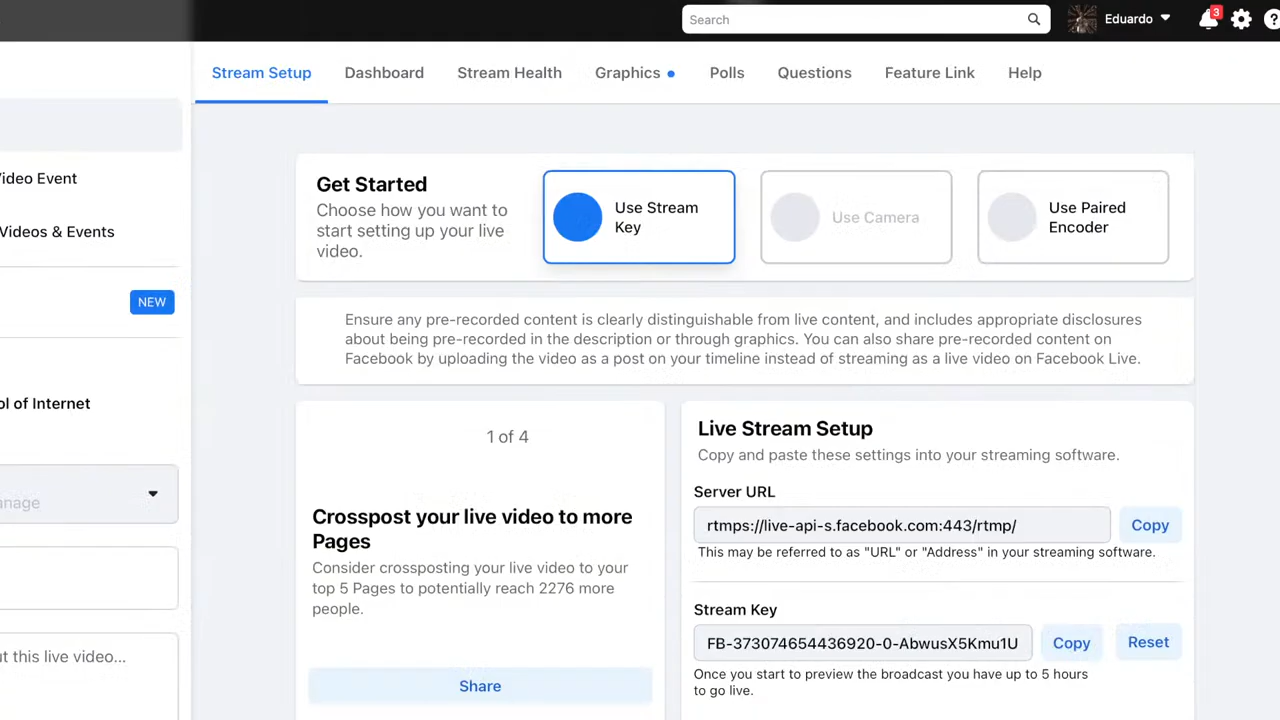 Search
Eduardo
3
?
Stream Setup
Dashboard
Stream Health
Graphics
Polls
Questions
Feature Link
Help
ideo Event
Videos & Events
NEW
ol of Internet
anage
t this live video...
Get Started
Choose how you want to
start setting up your live
video.
Use Stream
Key
Use Camera
Use Paired
Encoder
Ensure any pre-recorded content is clearly distinguishable from live content, and includes appropriate disclosures
about being pre-recorded in the description or through graphics. You can also share pre-recorded content on
Facebook by uploading the video as a post on your timeline instead of streaming as a live video on Facebook Live.
1 of 4
Crosspost your live video to more
Pages
Consider crossposting your live video to your
top 5 Pages to potentially reach 2276 more
people.
Share
Live Stream Setup
Copy and paste these settings into your streaming software.
Server URL
rtmps://live-api-s.facebook.com:443/rtmp/
Copy
This may be referred to as "URL" or "Address" in your streaming software.
Stream Key
FB-373074654436920-0-AbwusX5Kmu1U
Copy
Reset
Once you start to preview the broadcast you have up to 5 hours
to go live.